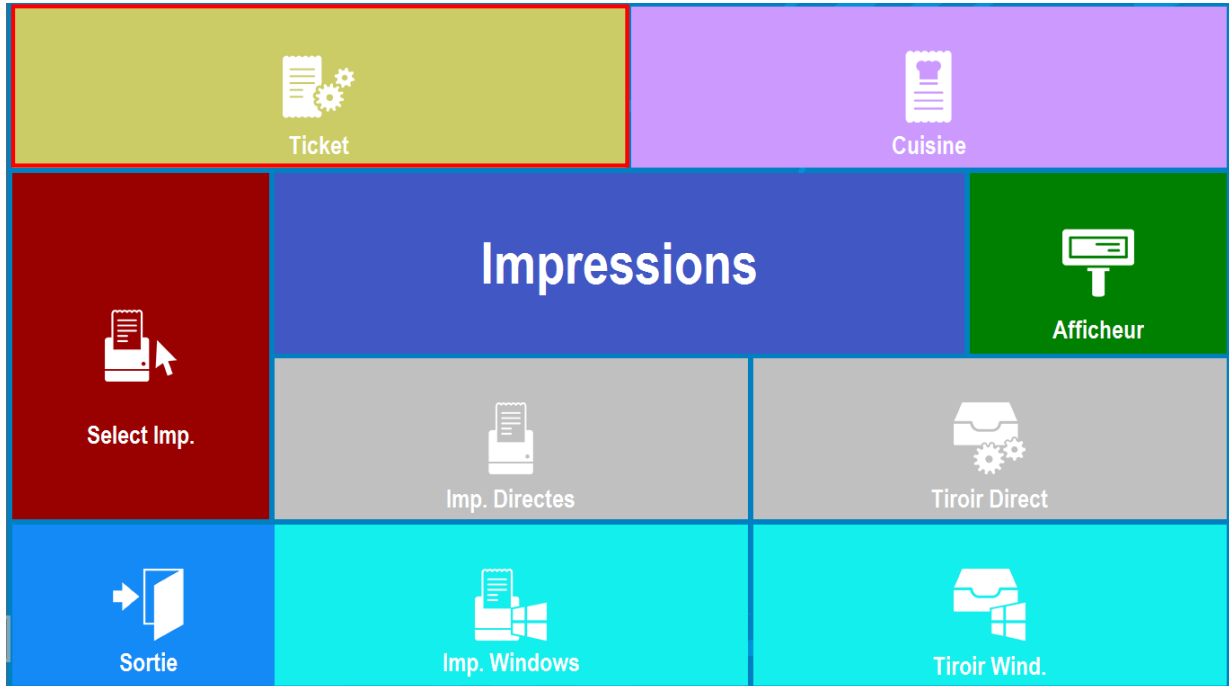 Ticket
Cuisine
Impressions
Afficheur
Select Imp.
Imp. Directes
Tiroir Direct
Sortie
Imp. Windows
Tiroir Wind.